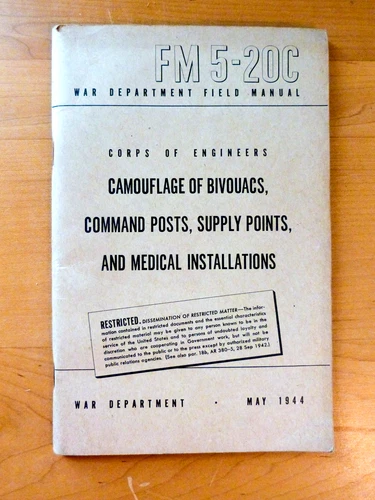 FM 5-20C
WAR DEPARTMENT FIELD MANUAL
CORPS OF ENGINEERS
CAMOUFLAGE OF BIVOUACS,
COMMAND POSTS, SUPPLY POINTS,
AND MEDICAL INSTALLATIONS
RESTRICTED. DISSEMINATION OF RESTRICTED MATTER—The infor-
mation contained in restricted documents and the essential characteristics
of restricted material may be given to any person known to be in the
service of the United States and to persons of undoubted loyalty and
discretion who are cooperating in Government work, but will not be
communicated to the public or to the press except by authorized military
public relations agencies. (See also par. 18b, AR 380-5, 28 Sep 1942.)
WAR DEPARTMENT • MAY 1944